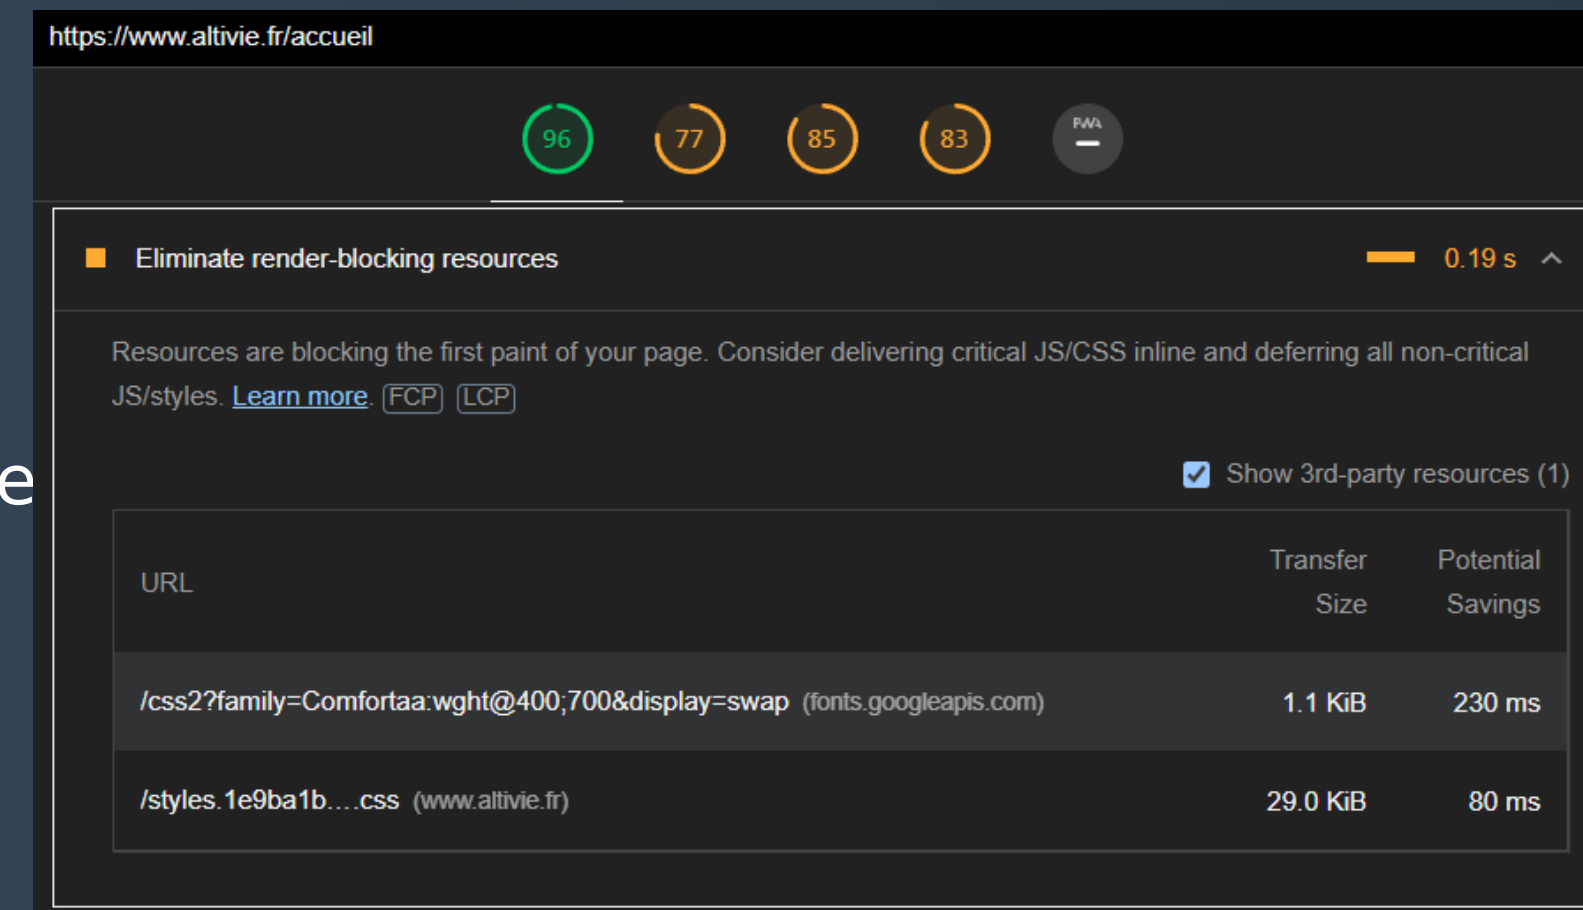 https://www.altivie.fr/accueil
96 77 85 83 PWA
Eliminate render-blocking resources 0.19 s
Resources are blocking the first paint of your page. Consider delivering critical JS/CSS inline and deferring all non-critical
JS/styles. Learn more. FCP LCP
e
Show 3rd-party resources (1)
URL Transfer Size Potential Savings
/css2?family=Comfortaa:wght@400;700&display=swap (fonts.googleapis.com) 1.1 KiB 230 ms
/styles.1e9ba1b....css (www.altivie.fr) 29.0 KiB 80 ms